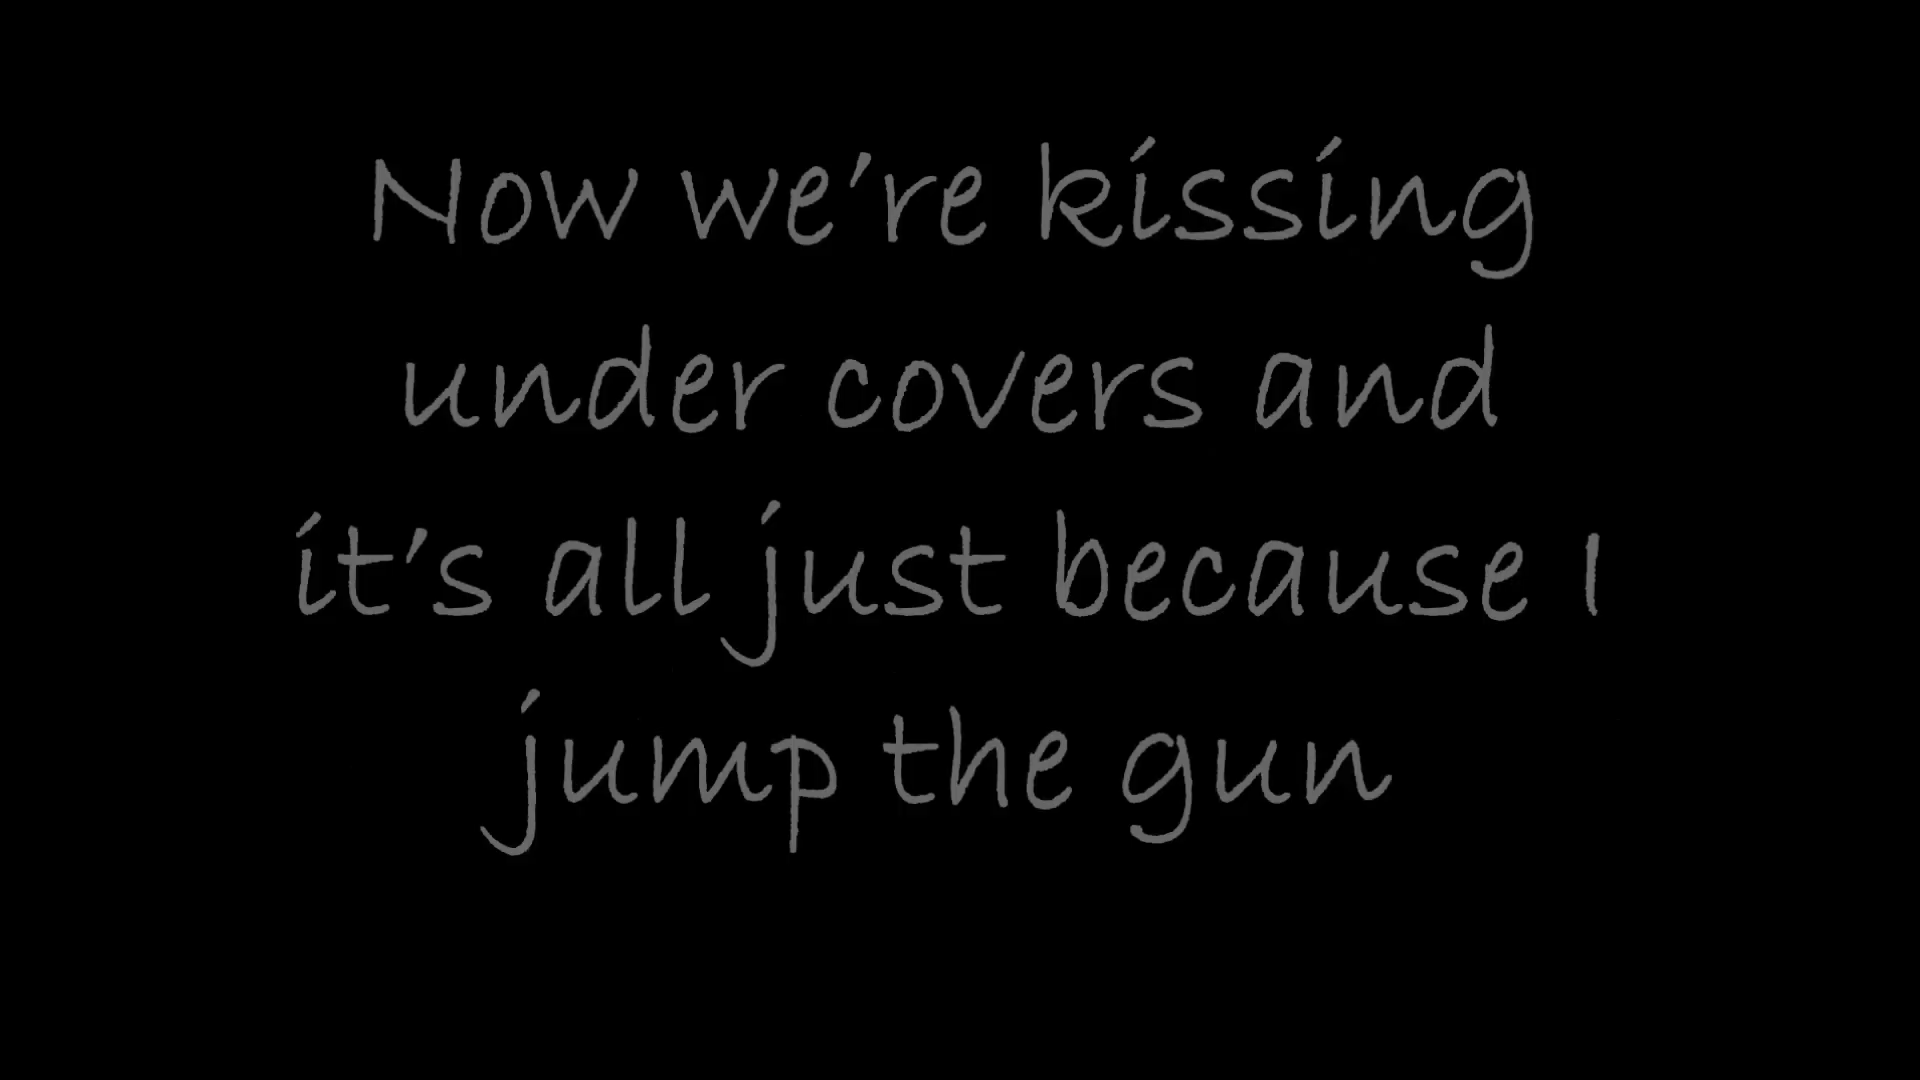 Now we're kissing
under covers and
it's all just because I
jump the gun